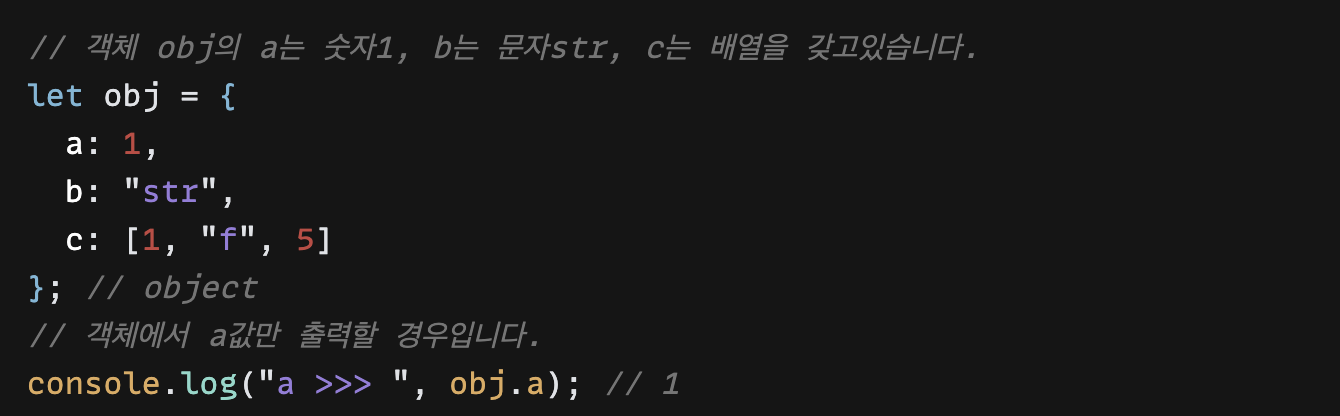 // 객체 obj의 a는 숫자1, b는 문자str, c는 배열을 갖고있습니다.
let obj = {
  a: 1,
  b: "str",
  c: [1, "f", 5]
}; // object
// 객체에서 a값만 출력할 경우입니다.
console.log("a >>> ", obj.a); // 1